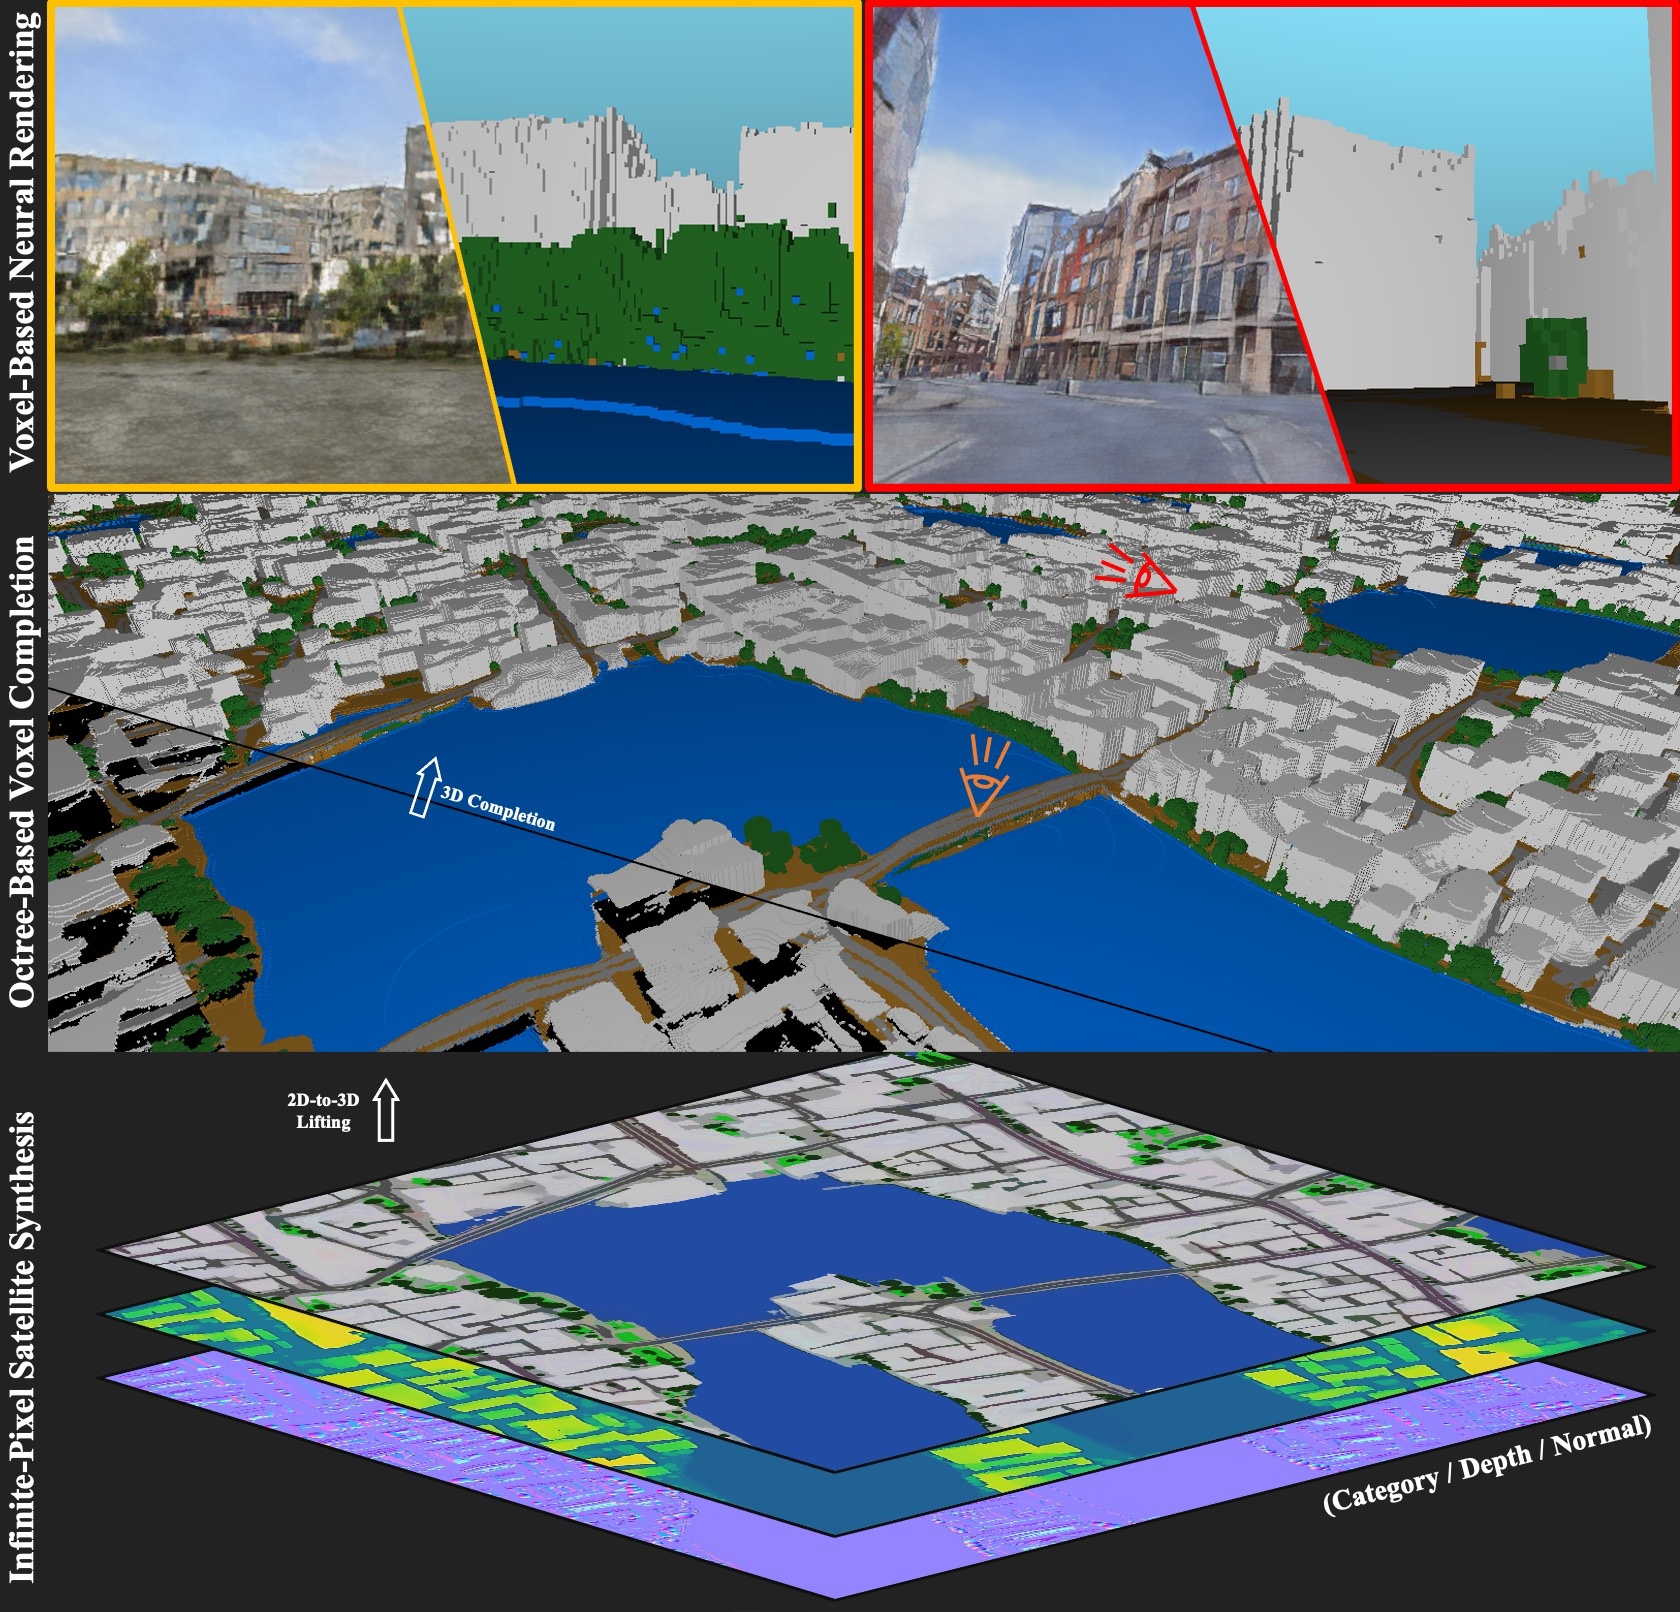 Voxel-Based Neural Rendering
Octree-Based Voxel Completion
3D Completion
Infinite-Pixel Satellite Synthesis
2D-to-3D
Lifting
(Category / Depth / Normal)